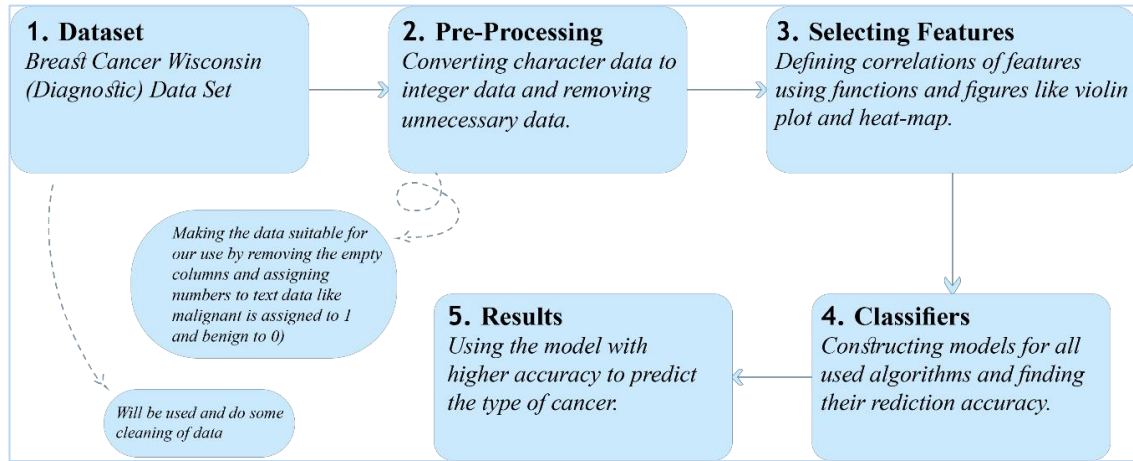 1. Dataset
Breast Cancer Wisconsin
(Diagnostic) Data Set
2. Pre-Processing
Converting character data to
integer data and removing
unnecessary data.
3. Selecting Features
Defining correlations of features
using functions and figures like violin
plot and heat-map.
Making the data suitable for
our use by removing the empty
columns and assigning
numbers to text data like
malignant is assigned to 1
and benign to 0)
Will be used and do some
cleaning of data
4. Classifiers
Constructing models for all
used algorithms and finding
their rediction accuracy.
5. Results
Using the model with
higher accuracy to predict
the type of cancer.